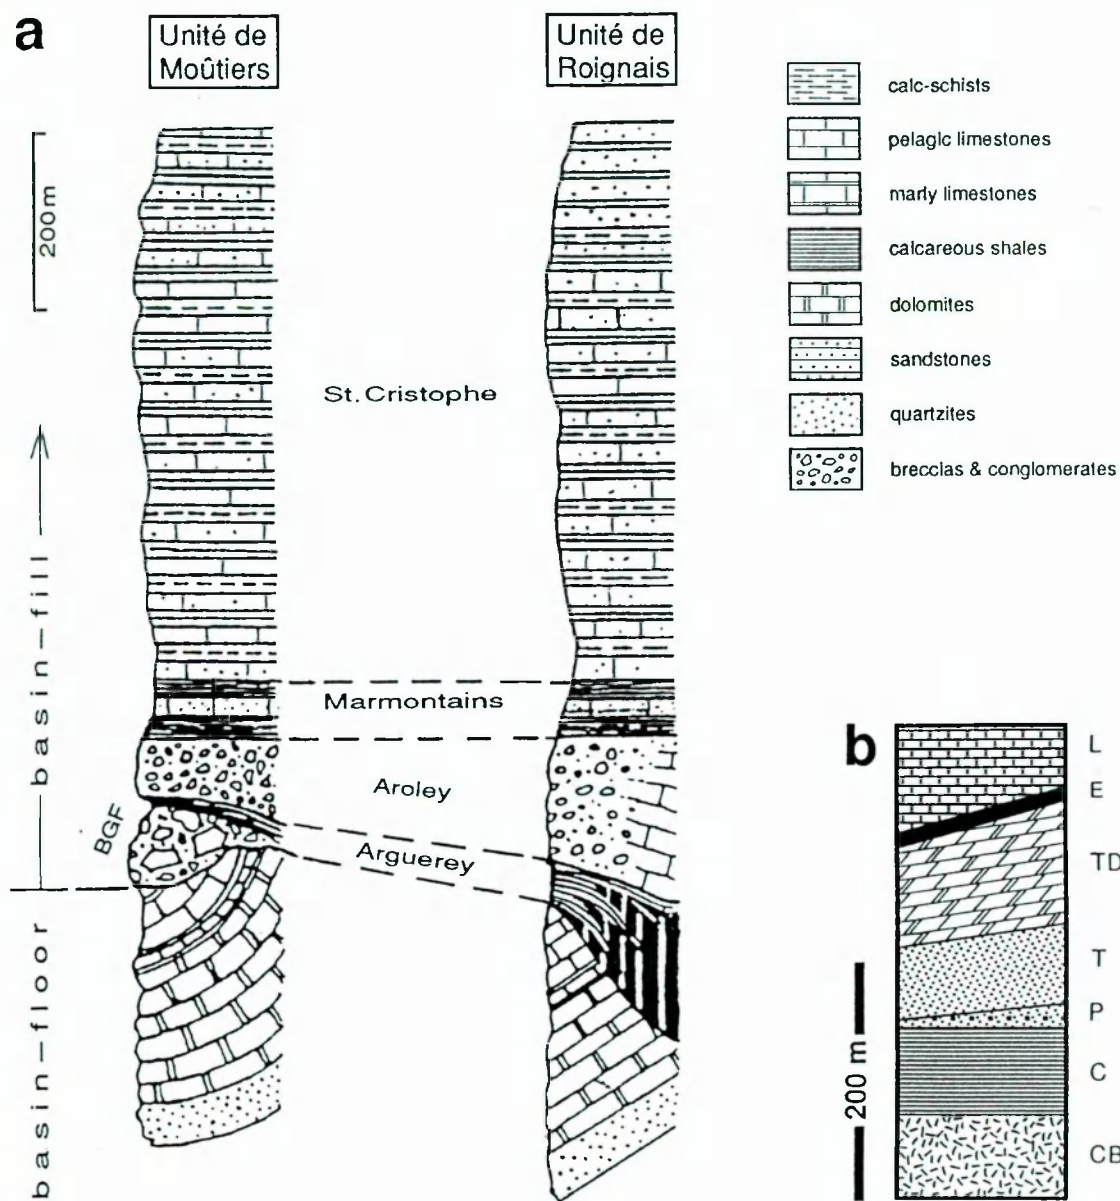 a
Unité de
Moûtiers
Unité de
Roignais
200m
calc-schists
pelagic limestones
marly limestones
calcareous shales
dolomites
sandstones
quartzites
breccias & conglomerates
St. Cristophe
Marmontains
Aroley
Arguerey
BGF
basin-fill
basin-floor
b
L
E
TD
T
P
C
CB
200 m